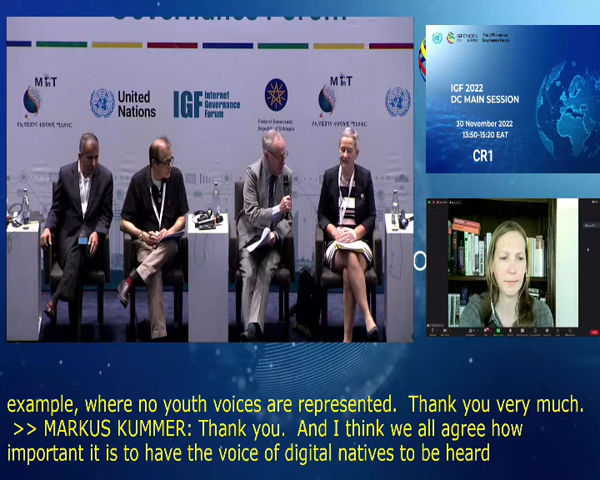 Governance Forum
United
Nations
IGF Internet
Governance
Forum
Federal Democratic
Republic of Ethiopia
IGF 2022
DC MAIN SESSION
30 November 2022
13:50-15:20 EAT
CR1
example, where no youth voices are represented.  Thank you very much.
>> MARKUS KUMMER: Thank you.  And I think we all agree how
important it is to have the voice of digital natives to be heard